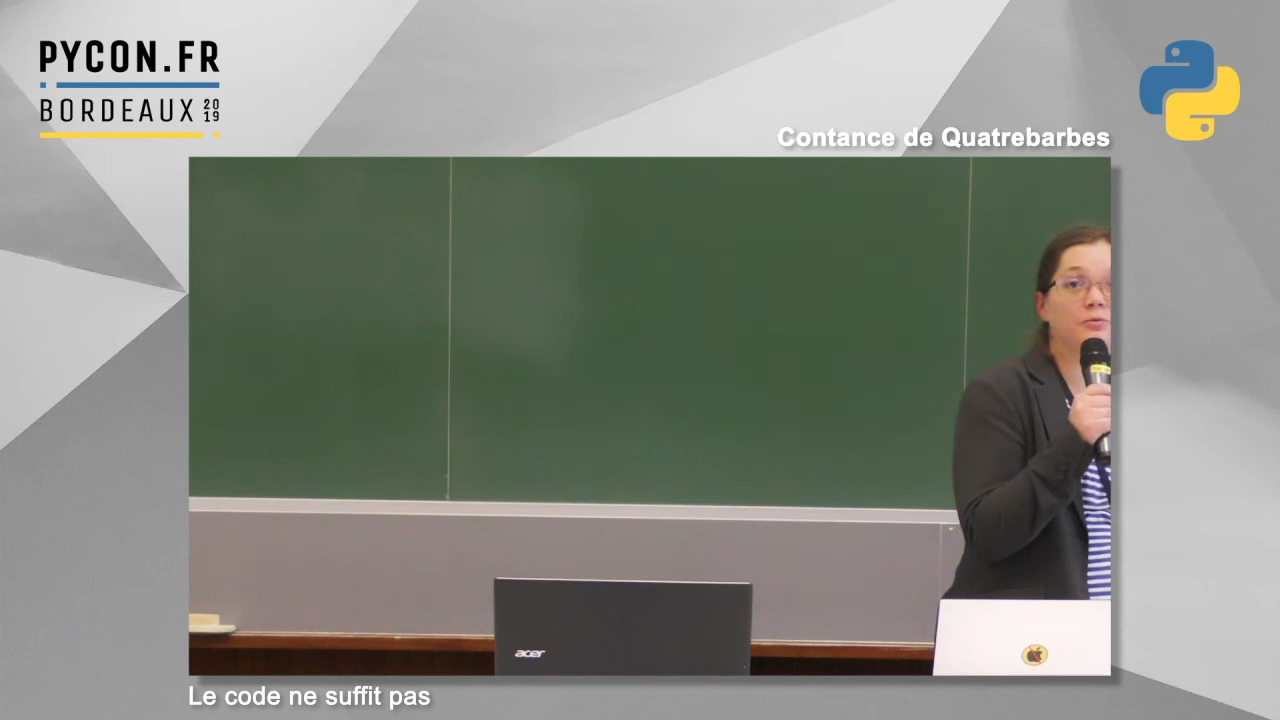 PYCON.FR
BORDEAUX 2019
Contance de Quatrebarbes
acer
Le code ne suffit pas